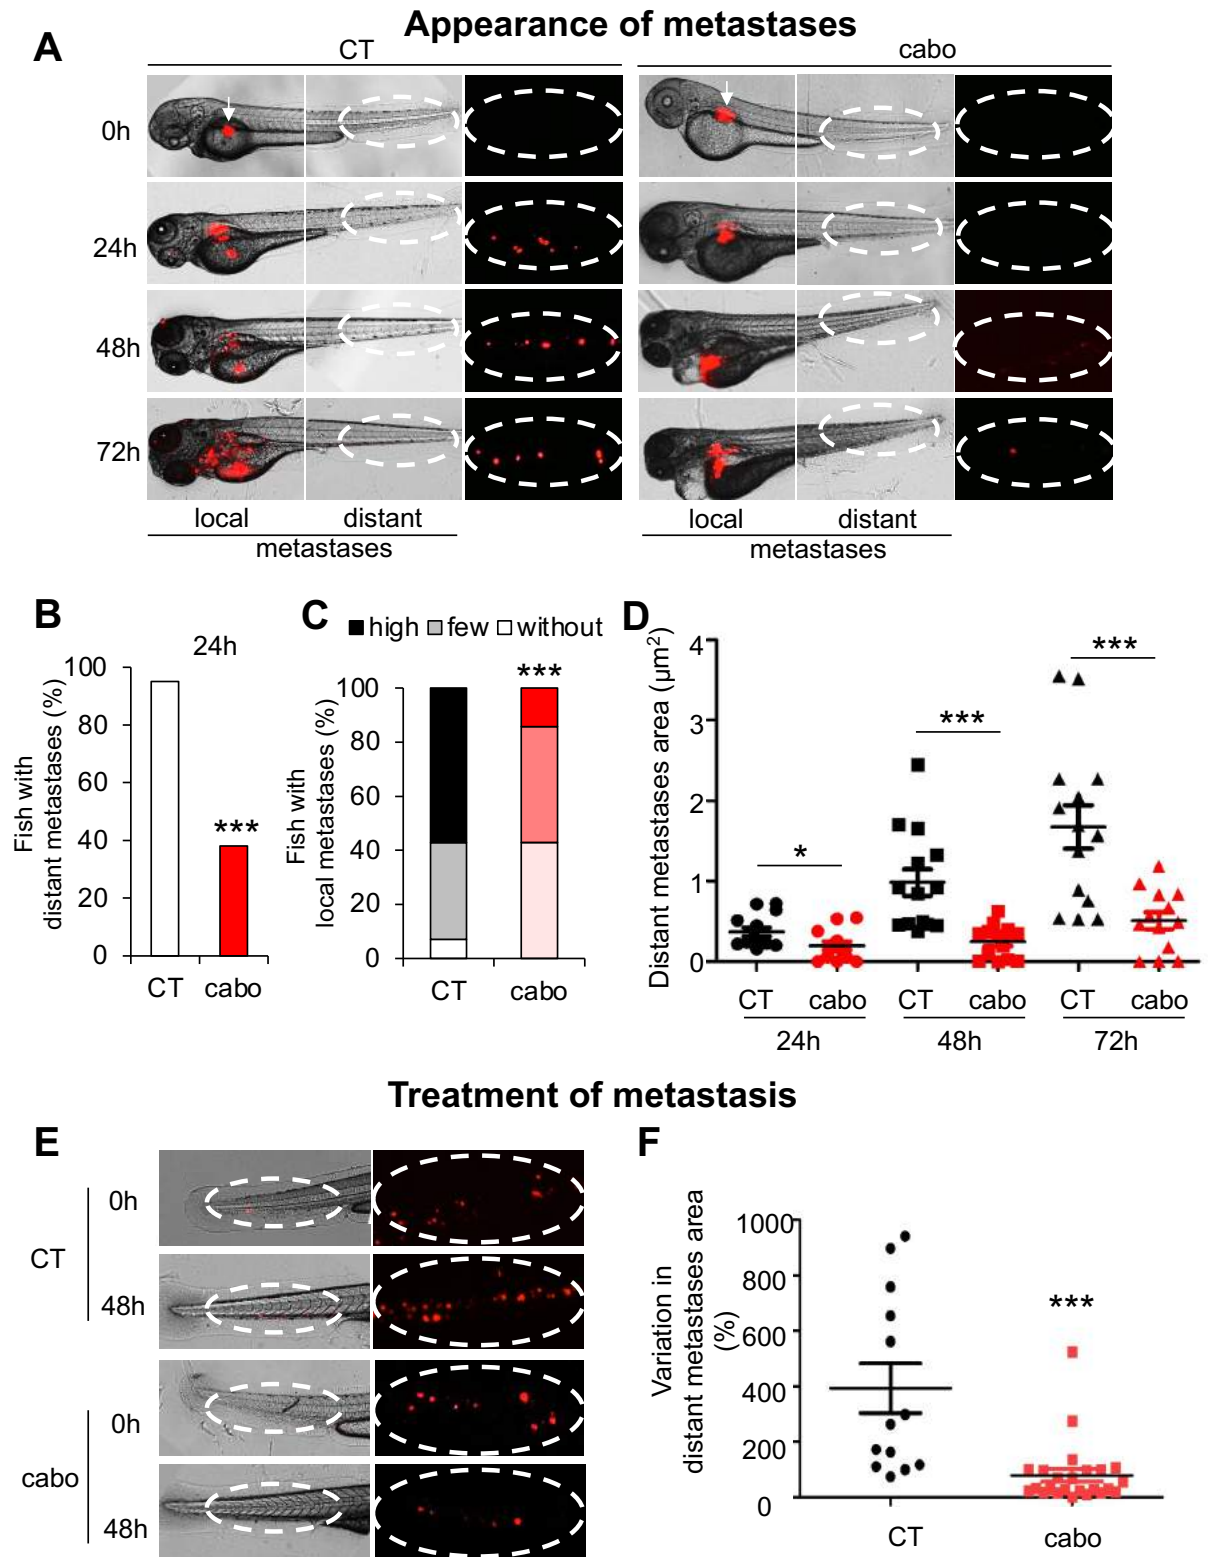 Appearance of metastases
A
CT
cabo
0h
24h
48h
72h
local
distant
metastases
local
distant
metastases
B
24h
Fish with
distant metastases (%)
100
80
60
40
20
0
***
CT
cabo
C
high
few
without
Fish with
local metastases (%)
100
80
60
40
20
0
***
CT
cabo
D
Distant metastases area (µm²)
4
3
2
1
0
*
***
***
CT
cabo
CT
cabo
CT
cabo
24h
48h
72h
Treatment of metastasis
E
CT
0h
48h
cabo
0h
48h
F
Variation in
distant metastases area
(%)
1000
800
600
400
200
0
***
CT
cabo